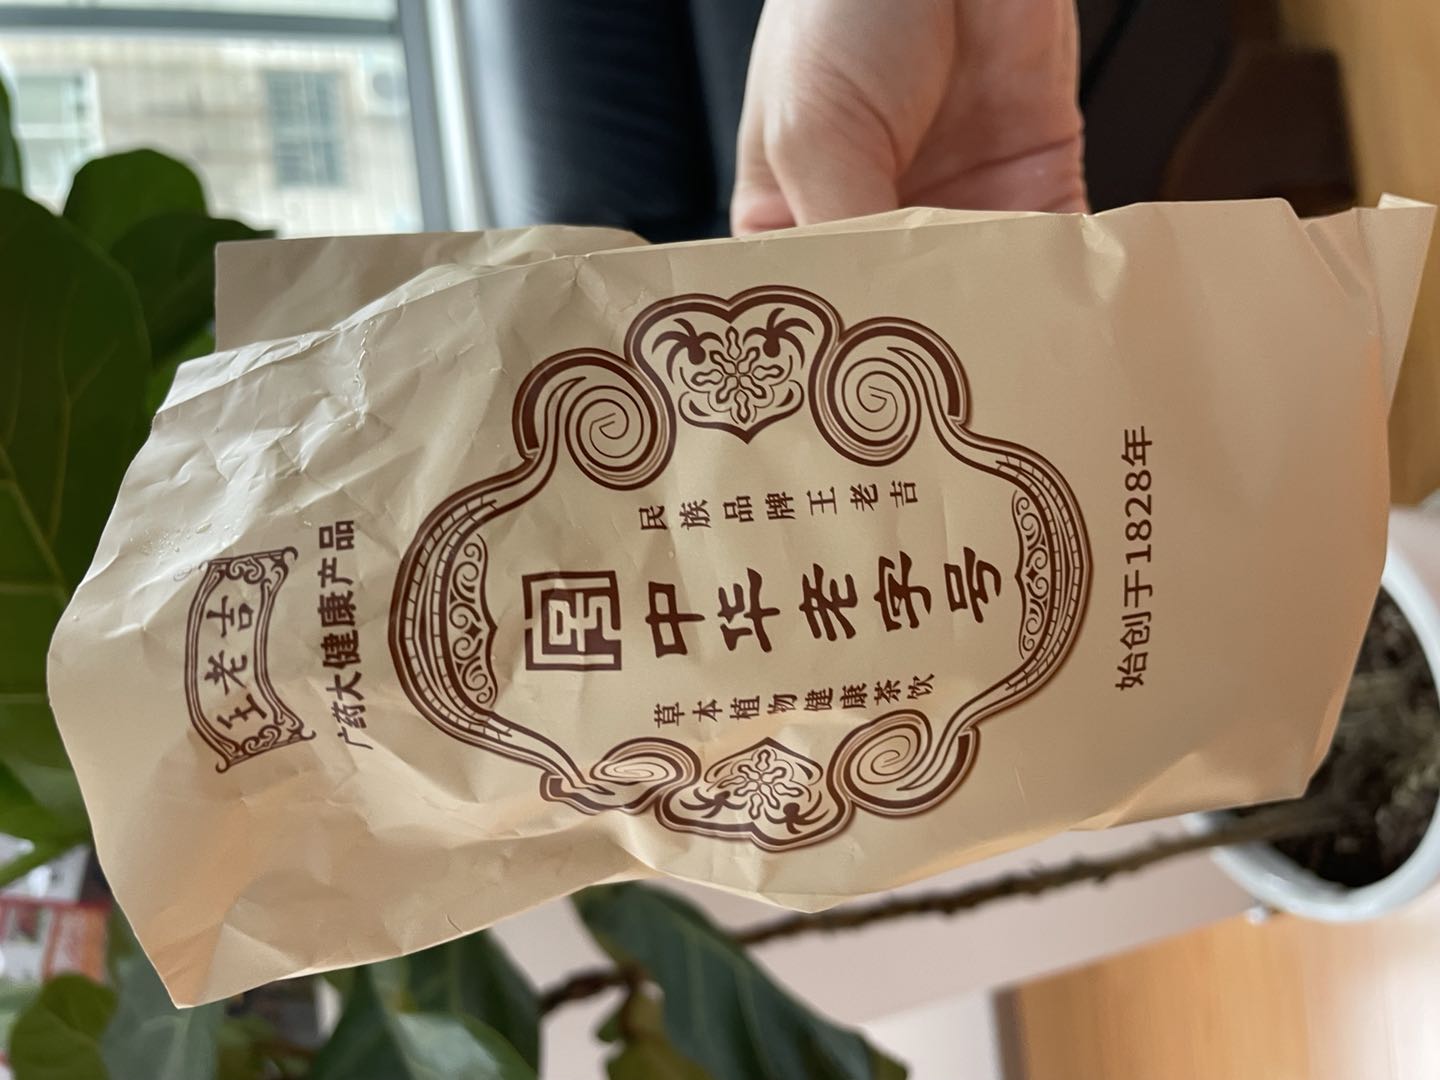 王老吉
广药大健康产品
民族品牌王老吉
中华老字号
草本植物健康茶饮
始创于1828年